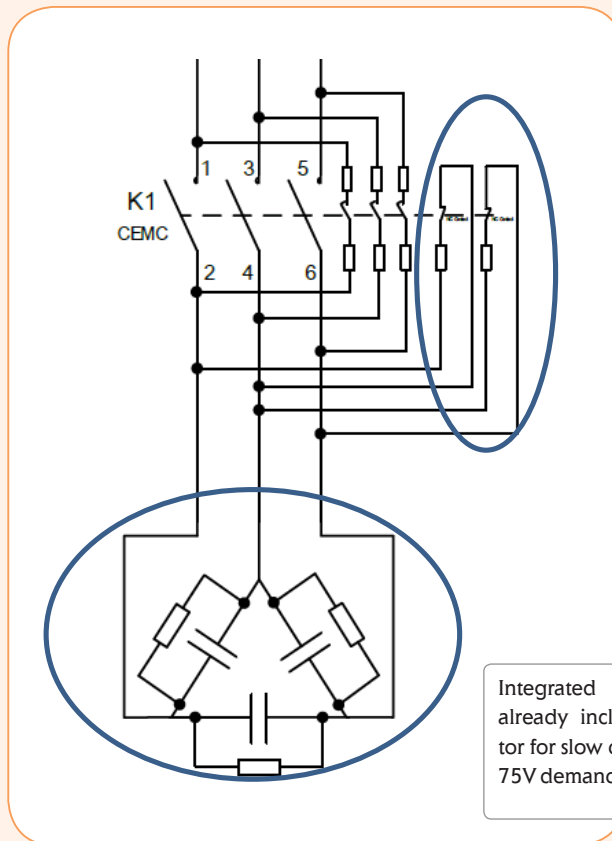 1 3 5
K1
CEMC
2 4 6
Integrated
already incl
tor for slow
75V demand